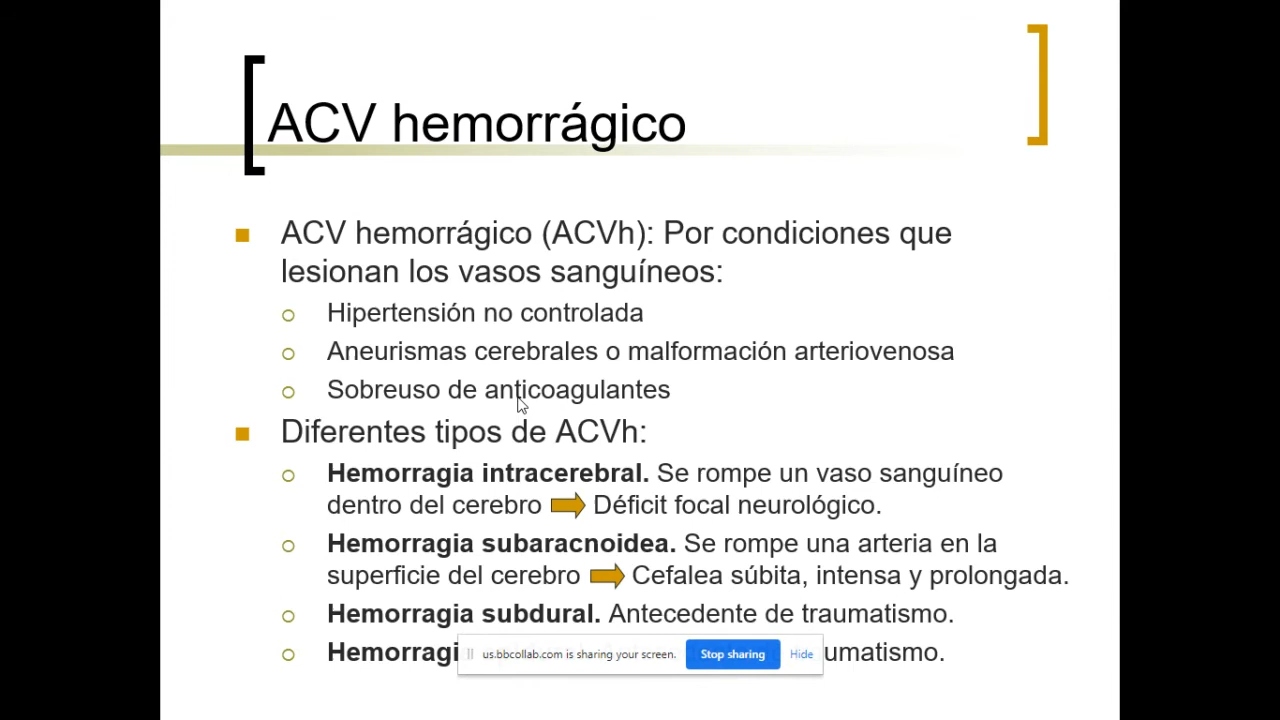 ACV hemorrágico
ACV hemorrágico (ACVh): Por condiciones que
lesionan los vasos sanguíneos:
Hipertensión no controlada
Aneurismas cerebrales o malformación arteriovenosa
Sobreuso de anticoagulantes
Diferentes tipos de ACVh:
Hemorragia intracerebral. Se rompe un vaso sanguíneo
dentro del cerebro Déficit focal neurológico.
Hemorragia subaracnoidea. Se rompe una arteria en la
superficie del cerebro Cefalea súbita, intensa y prolongada.
Hemorragia subdural. Antecedente de traumatismo.
us.bbcollab.com is sharing your screen. Stop sharing Hide